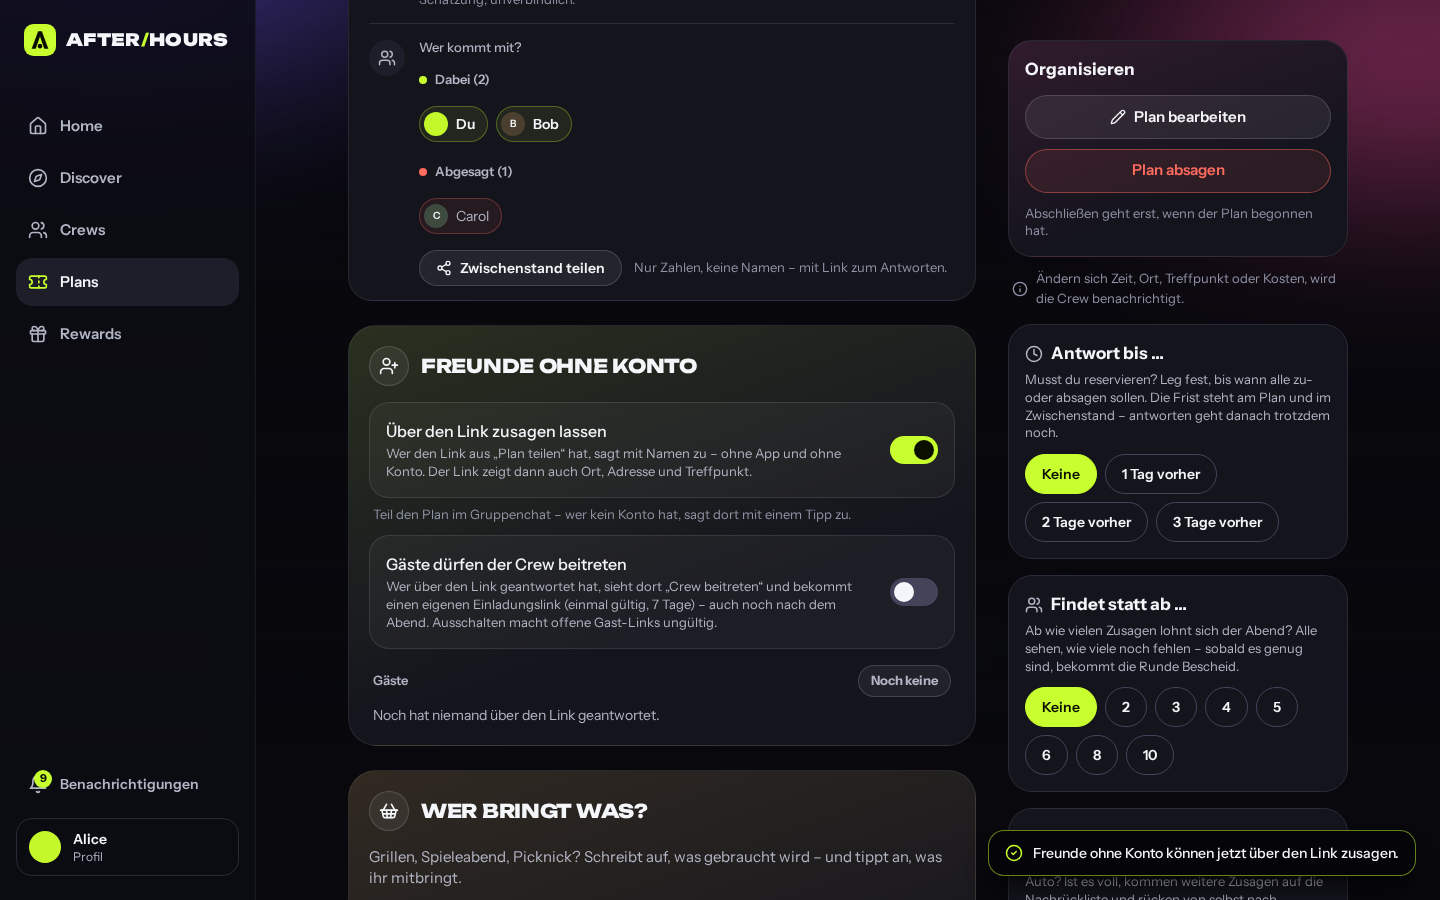 AFTER/HOURS
Home
Discover
Crews
Plans
Rewards
9
Benachrichtigungen
Alice
Profil
Schätzung, unverbindlich.
Wer kommt mit?
Dabei (2)
Du
B
Bob
Abgesagt (1)
C
Carol
Zwischenstand teilen
Nur Zahlen, keine Namen – mit Link zum Antworten.
FREUNDE OHNE KONTO
Über den Link zusagen lassen
Wer den Link aus „Plan teilen“ hat, sagt mit Namen zu – ohne App und ohne
Konto. Der Link zeigt dann auch Ort, Adresse und Treffpunkt.
Teil den Plan im Gruppenchat – wer kein Konto hat, sagt dort mit einem Tipp zu.
Gäste dürfen der Crew beitreten
Wer über den Link geantwortet hat, sieht dort „Crew beitreten“ und bekommt
einen eigenen Einladungslink (einmal gültig, 7 Tage) – auch noch nach dem
Abend. Ausschalten macht offene Gast-Links ungültig.
Gäste
Noch keine
Noch hat niemand über den Link geantwortet.
WER BRINGT WAS?
Grillen, Spieleabend, Picknick? Schreibt auf, was gebraucht wird – und tippt an, was
ihr mitbringt.
Organisieren
Plan bearbeiten
Plan absagen
Abschließen geht erst, wenn der Plan begonnen
hat.
Ändern sich Zeit, Ort, Treffpunkt oder Kosten, wird
die Crew benachrichtigt.
Antwort bis ...
Musst du reservieren? Leg fest, bis wann alle zu-
oder absagen sollen. Die Frist steht am Plan und im
Zwischenstand – antworten geht danach trotzdem
noch.
Keine
1 Tag vorher
2 Tage vorher
3 Tage vorher
Findet statt ab ...
Ab wie vielen Zusagen lohnt sich der Abend? Alle
sehen, wie viele noch fehlen – sobald es genug
sind, bekommt die Runde Bescheid.
Keine
2
3
4
5
6
8
10
Freunde ohne Konto können jetzt über den Link zusagen.
Auto? Ist es voll, kommen weitere Zusagen auf die
Nachrückliste und rücken von selbst nach